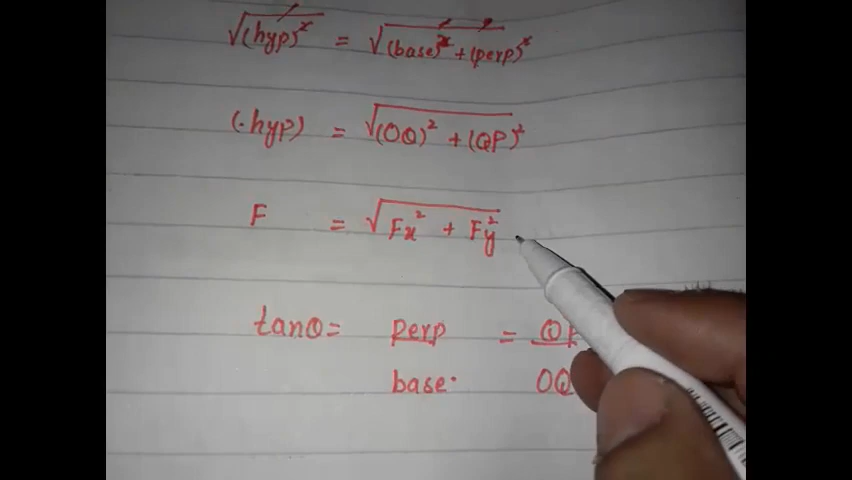 √(hyp)² = √(base)² + (perp)²
(hyp) = √(OQ)² + (QP)²
F = √Fx² + Fy²
tanθ = perp = QP
base OQ